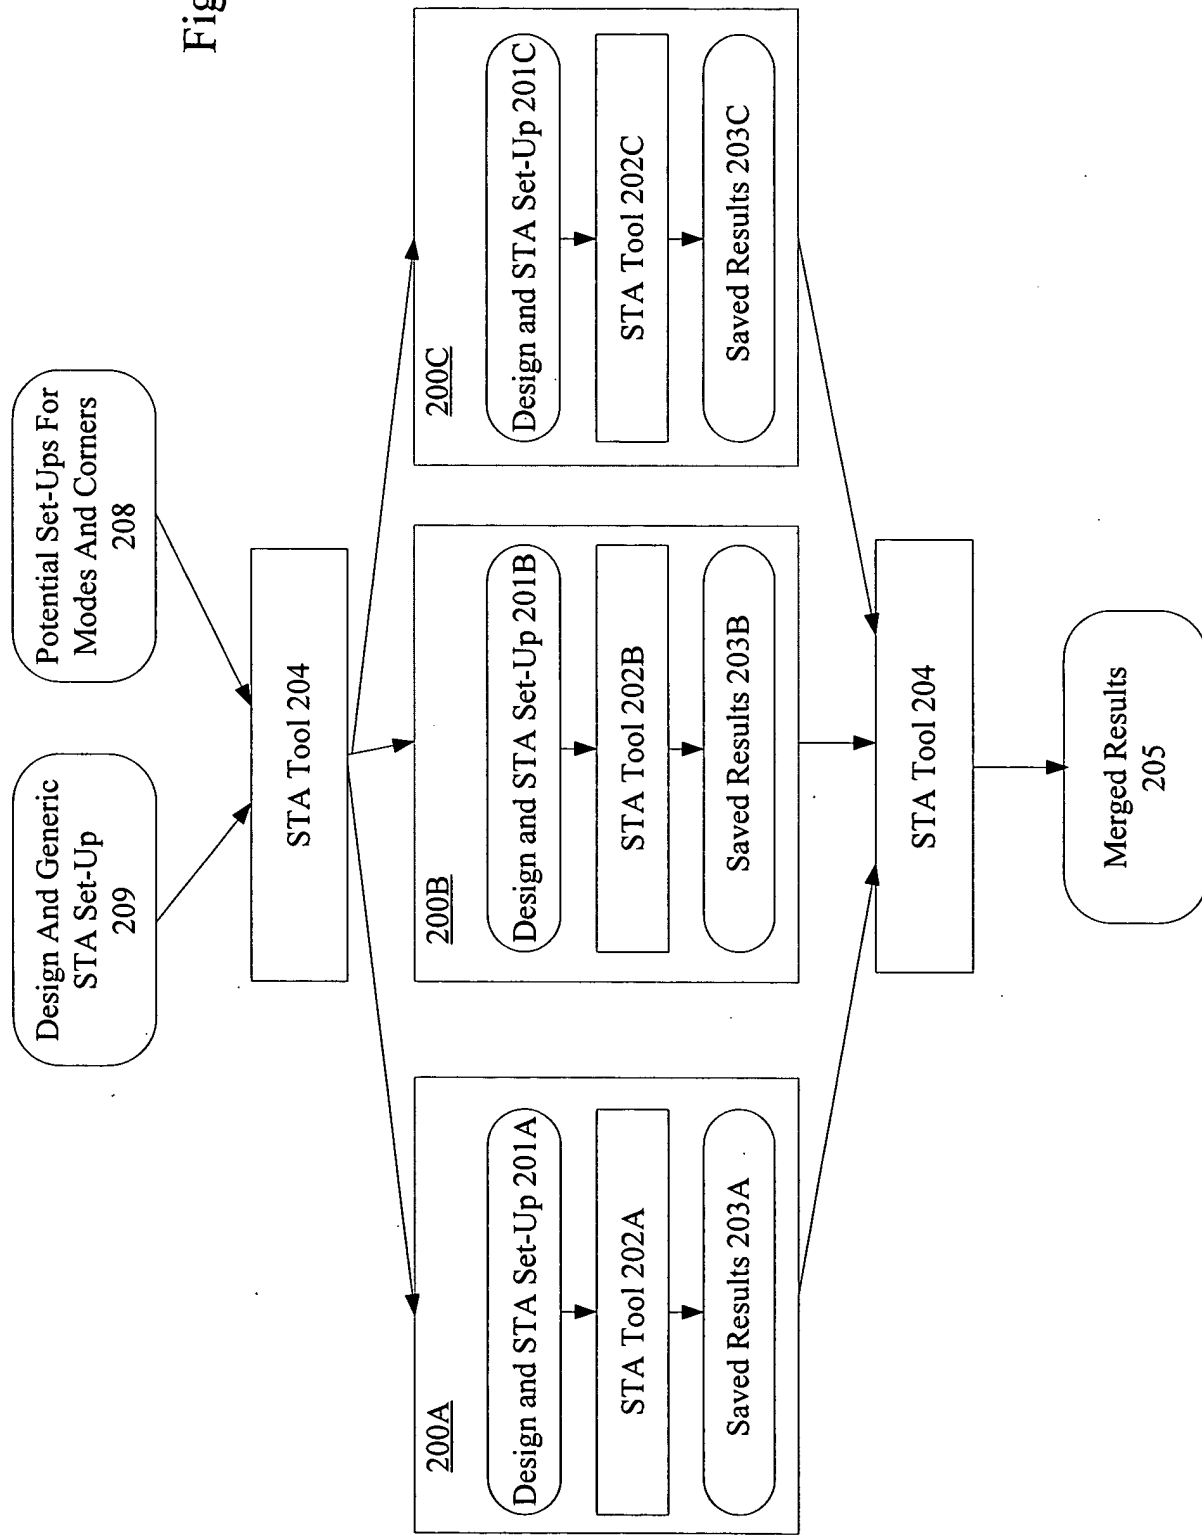 Fig
Design And Generic
STA Set-Up
209
Potential Set-Ups For
Modes And Corners
208
STA Tool 204
200A
Design and STA Set-Up 201A
STA Tool 202A
Saved Results 203A
200B
Design and STA Set-Up 201B
STA Tool 202B
Saved Results 203B
200C
Design and STA Set-Up 201C
STA Tool 202C
Saved Results 203C
STA Tool 204
Merged Results
205